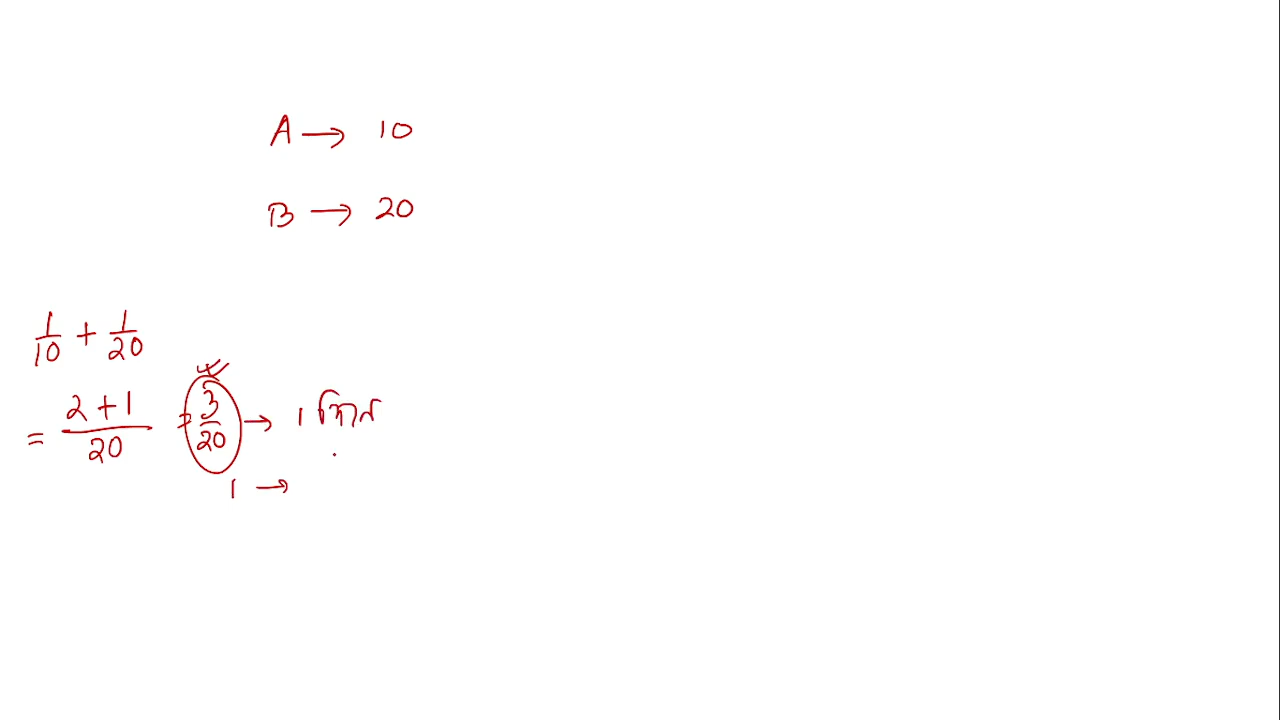 A → 10
B → 20
1/10 + 1/20
= 2+1/20 = 3/20 → 1
1 →